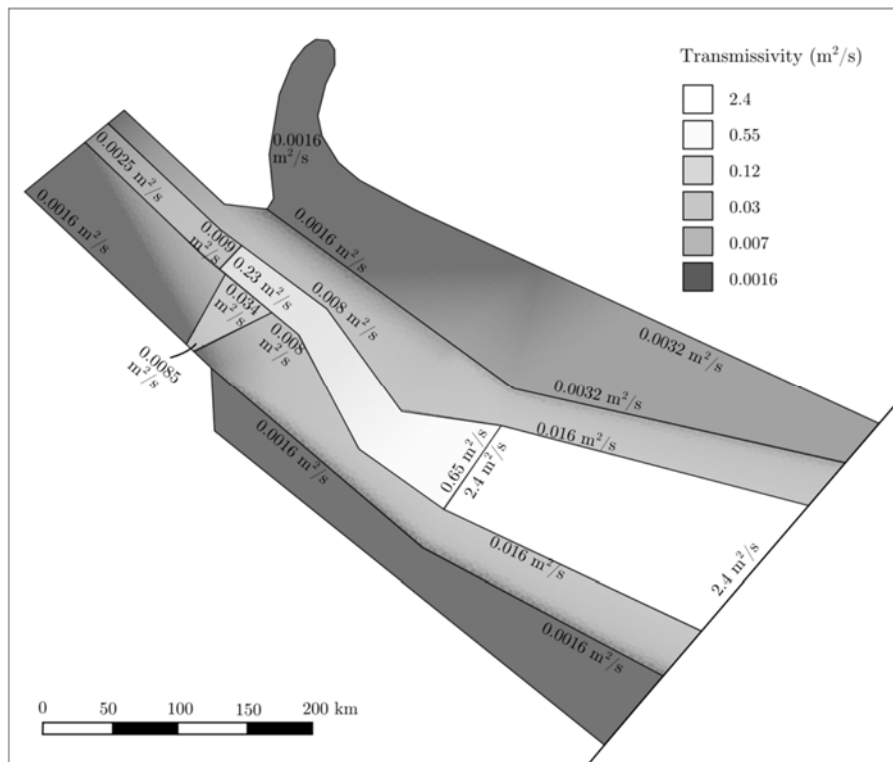 Transmissivity (m²/s)
2.4
0.55
0.12
0.03
0.007
0.0016
0.0016
m²/s
0.0025 m²/s
0.0016 m²/s
0.0016 m²/s
0.009
m²/s
0.23 m²/s
0.034
m²/s
0.008 m²/s
0.008
m²/s
0.0085
m²/s
0.0032 m²/s
0.0032 m²/s
0.016 m²/s
0.65 m²/s
2.4 m²/s
0.0016 m²/s
0.016 m²/s
2.4 m²/s
0.0016 m²/s
0 50 100 150 200 km